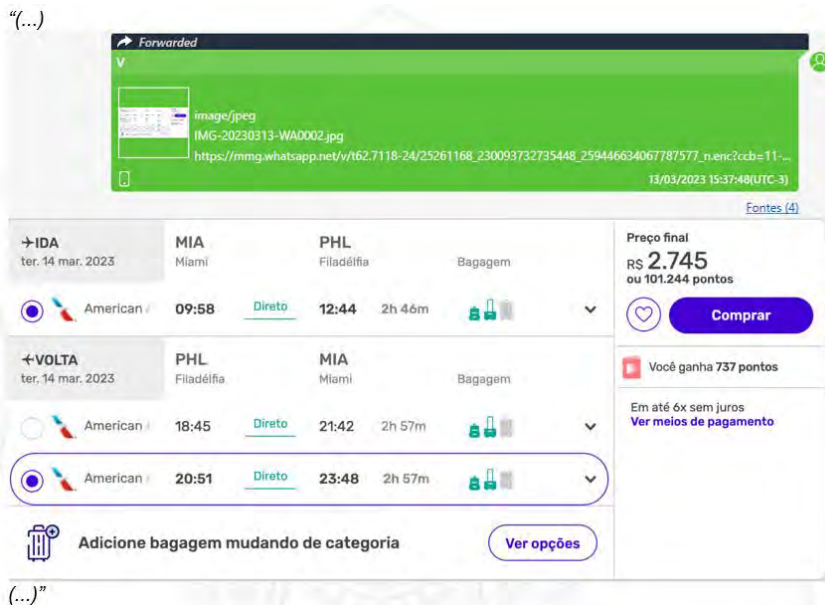 “(...)
Forwarded
V
image/jpeg
IMG-20230313-WA0002.jpg
https://mmg.whatsapp.net/v/t62.7118-24/25261168_230093732735448_259446634067787577_n.enc?ccb=11-...
13/03/2023 15:37:48(UTC-3)
Fontes (4)
IDA MIA PHL
ter. 14 mar. 2023 Miami Filadélfia Bagagem
American 09:58 Direto 12:44 2h 46m
VOLTA PHL MIA
ter. 14 mar. 2023 Filadélfia Miami Bagagem
American 18:45 Direto 21:42 2h 57m
American 20:51 Direto 23:48 2h 57m
Adicione bagagem mudando de categoria Ver opções
Preço final
R$ 2.745
ou 101.244 pontos
Comprar
Você ganha 737 pontos
Em até 6x sem juros
Ver meios de pagamento
(...)”